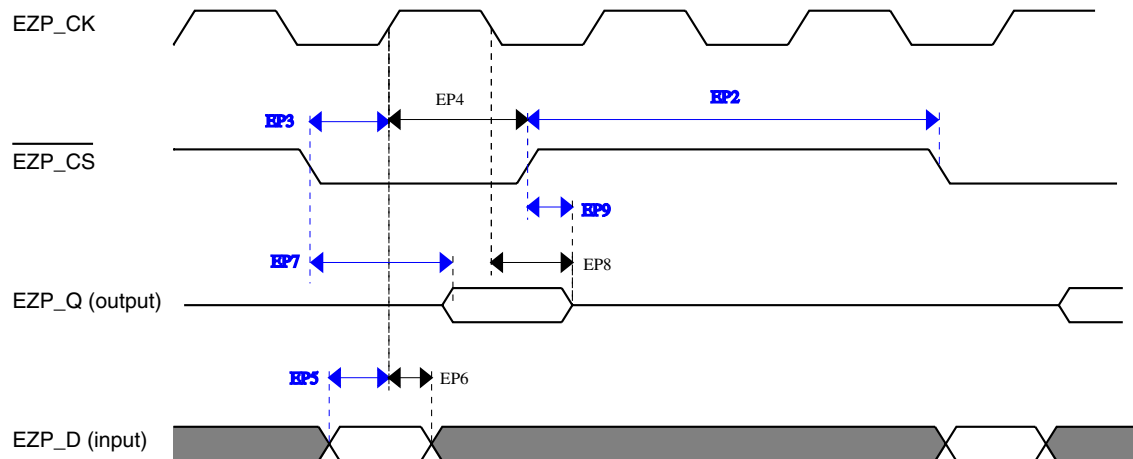 EZP_CK
EP4
EP2
EP3
EZP_CS
EP9
EP7
EP8
EZP_Q (output)
EP5
EP6
EZP_D (input)